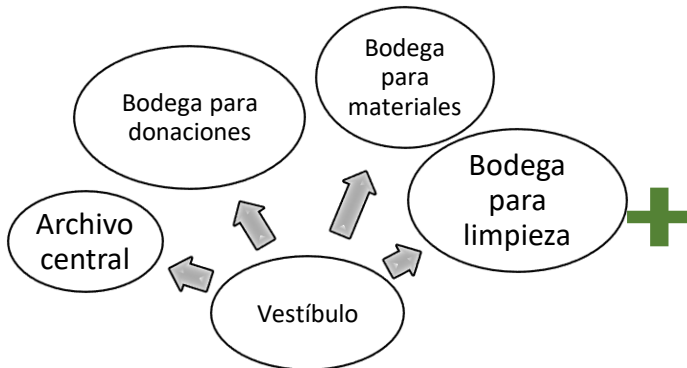 Bodega
para
materiales
Bodega para
donaciones
Bodega
para
limpieza
Archivo
central
Vestíbulo